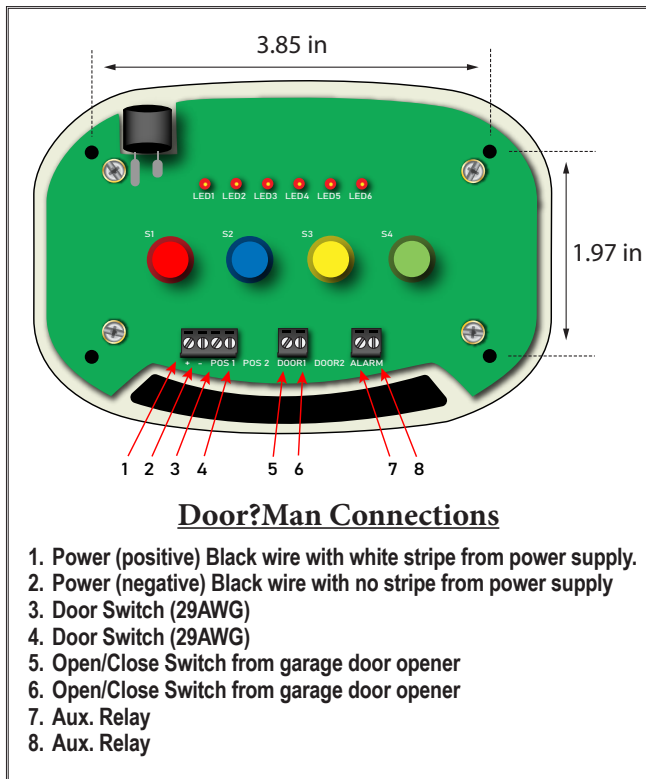 3.85 in
LED1 LED2 LED3 LED4 LED5 LED6
S1 S2 S3 S4
1.97 in
+ - POS 1 POS 2 DOOR1 DOOR2 ALARM
1 2 3 4 5 6 7 8
Door?Man Connections
1. Power (positive) Black wire with white stripe from power supply.
2. Power (negative) Black wire with no stripe from power supply
3. Door Switch (29AWG)
4. Door Switch (29AWG)
5. Open/Close Switch from garage door opener
6. Open/Close Switch from garage door opener
7. Aux. Relay
8. Aux. Relay